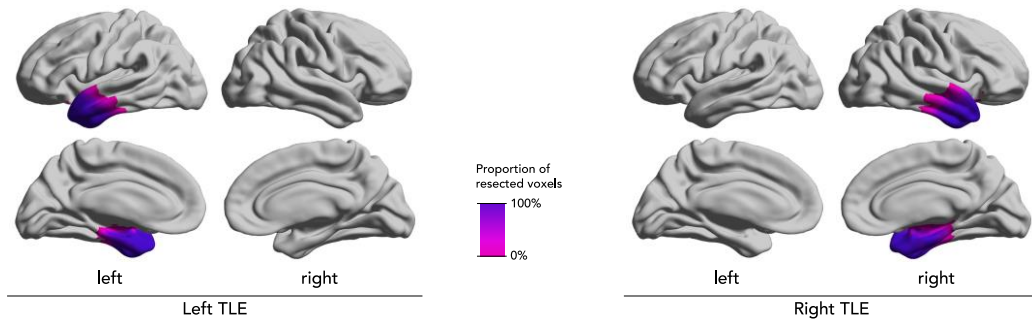 Proportion of
resected voxels
100%
0%
left
right
Left TLE
left
right
Right TLE